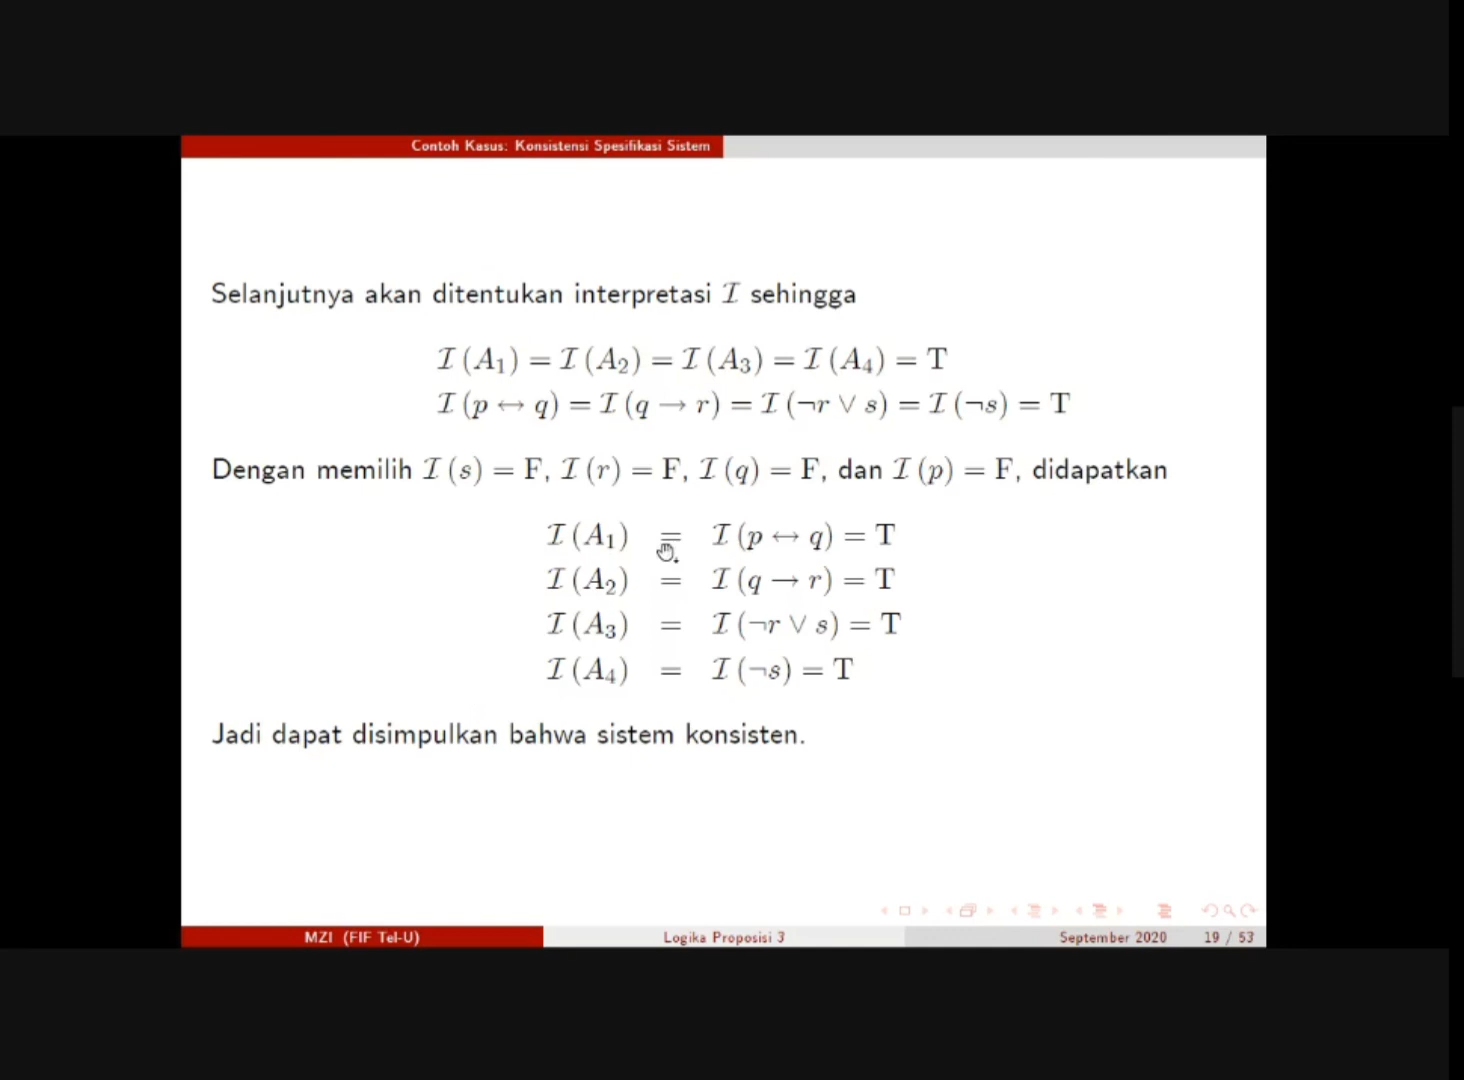 Contoh Kasus: Konsistensi Spesifikasi Sistem
Selanjutnya akan ditentukan interpretasi ℐ sehingga
ℐ (A₁) = ℐ (A₂) = ℐ (A₃) = ℐ (A₄) = T
ℐ (p ↔ q) = ℐ (q → r) = ℐ (¬r ∨ s) = ℐ (¬s) = T
Dengan memilih ℐ (s) = F, ℐ (r) = F, ℐ (q) = F, dan ℐ (p) = F, didapatkan
ℐ (A₁) = ℐ (p ↔ q) = T
ℐ (A₂) = ℐ (q → r) = T
ℐ (A₃) = ℐ (¬r ∨ s) = T
ℐ (A₄) = ℐ (¬s) = T
Jadi dapat disimpulkan bahwa sistem konsisten.
MZI (FIF Tel-U) Logika Proposisi 3 September 2020 19 / 53